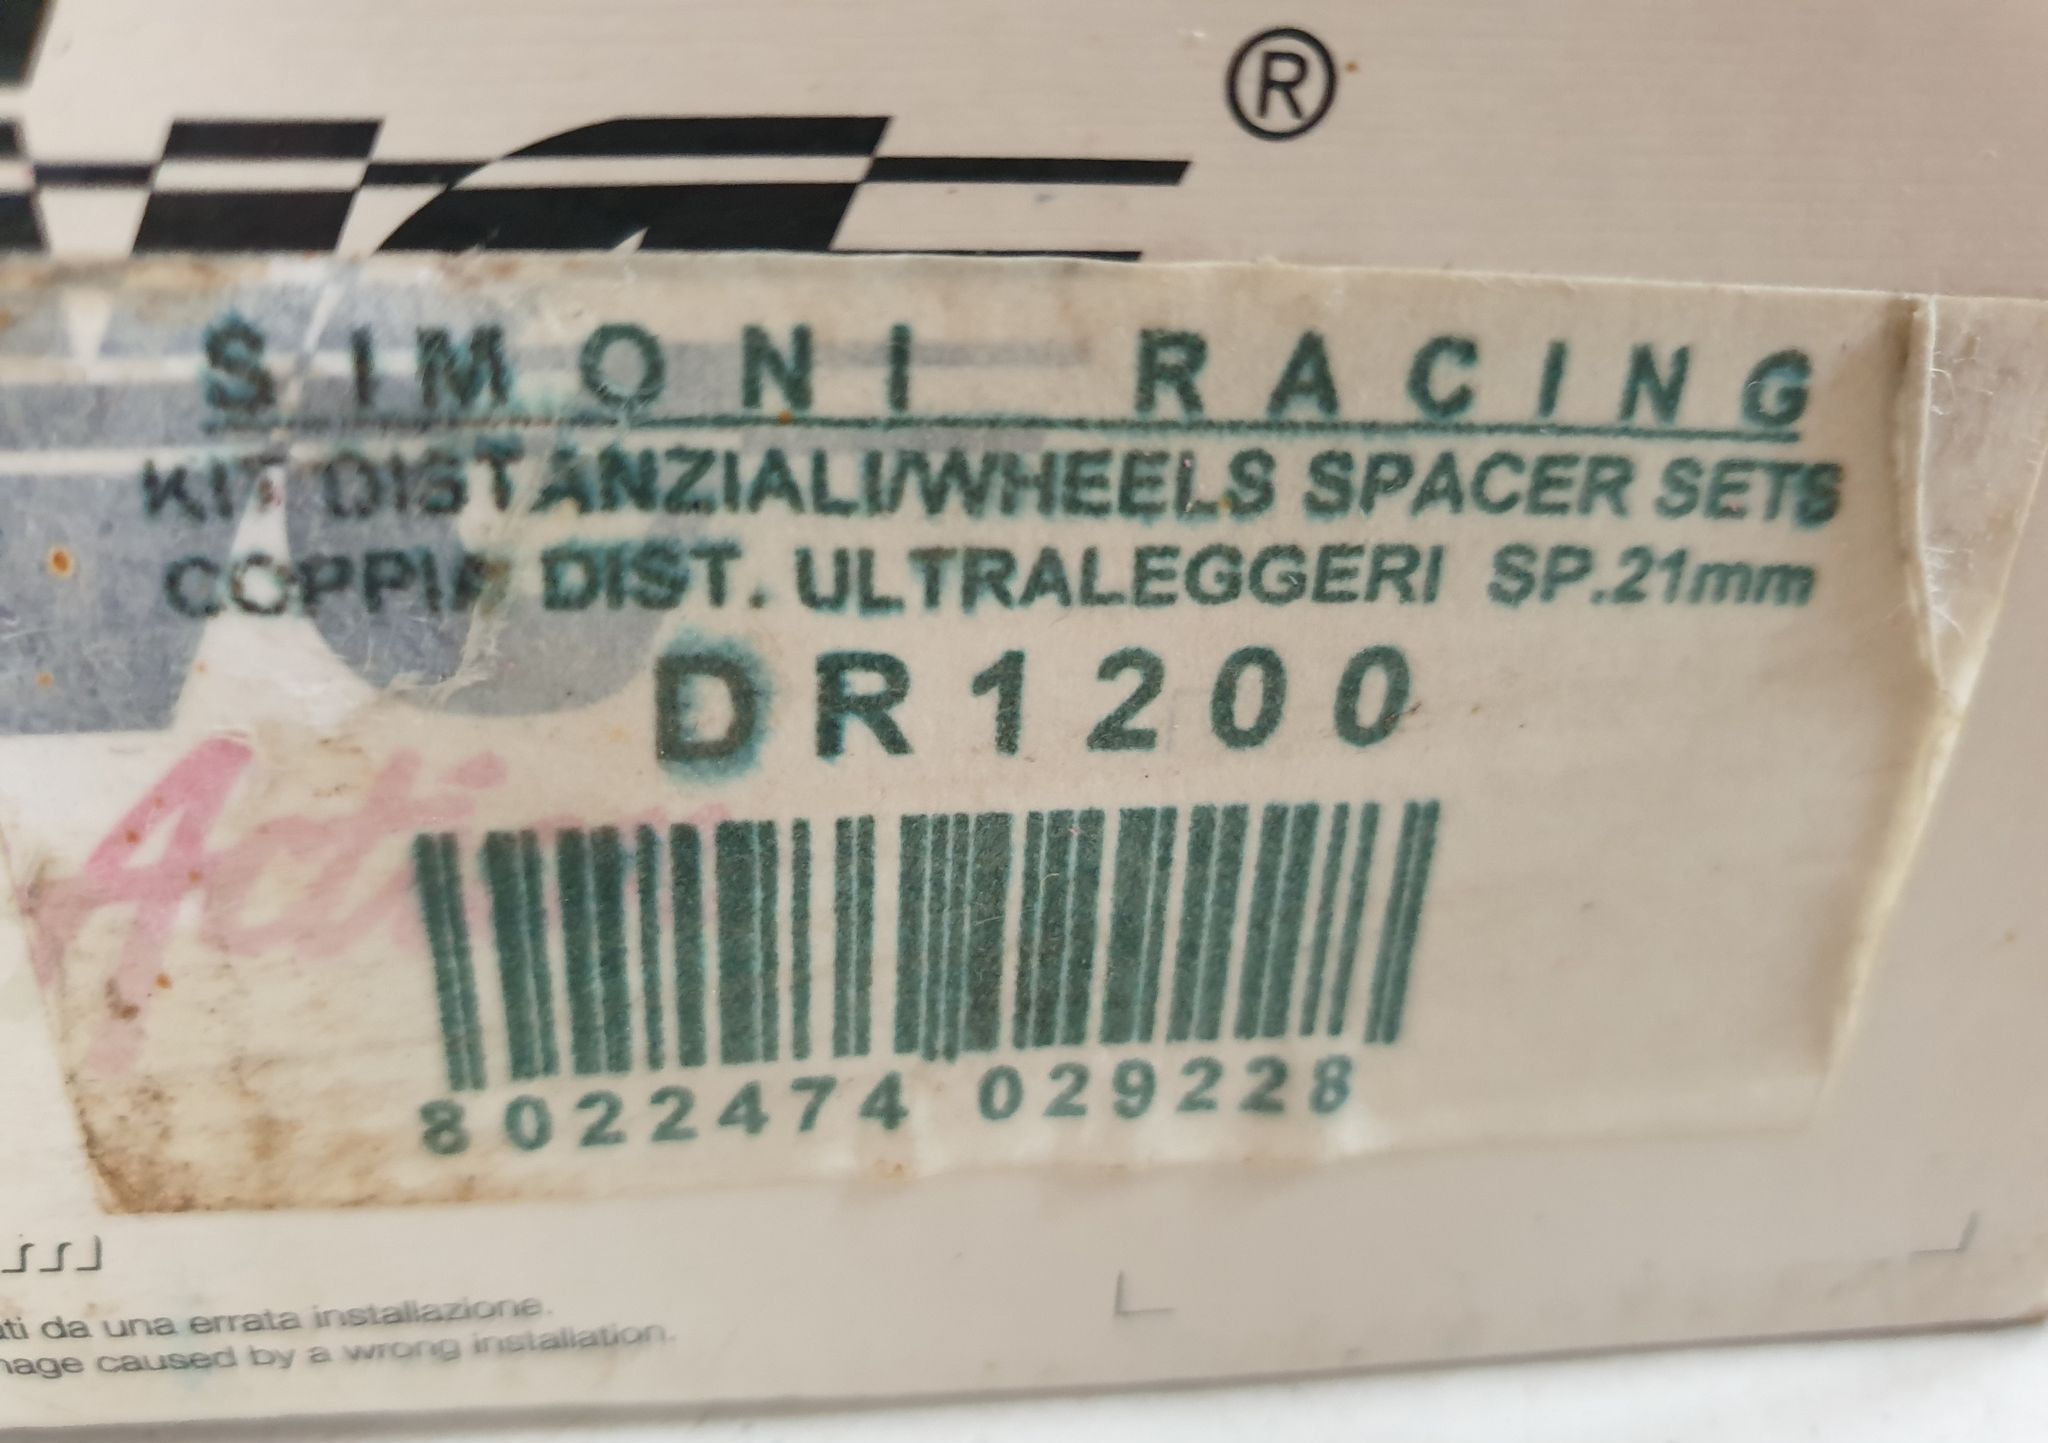 ®
SIMONI RACING
KIT DISTANZIALI/WHEELS SPACER SETS
COPPIA DIST. ULTRALEGGERI SP.21mm
DR1200
Acti
8022474 029228
da una errata installazione.
caused by a wrong installation.